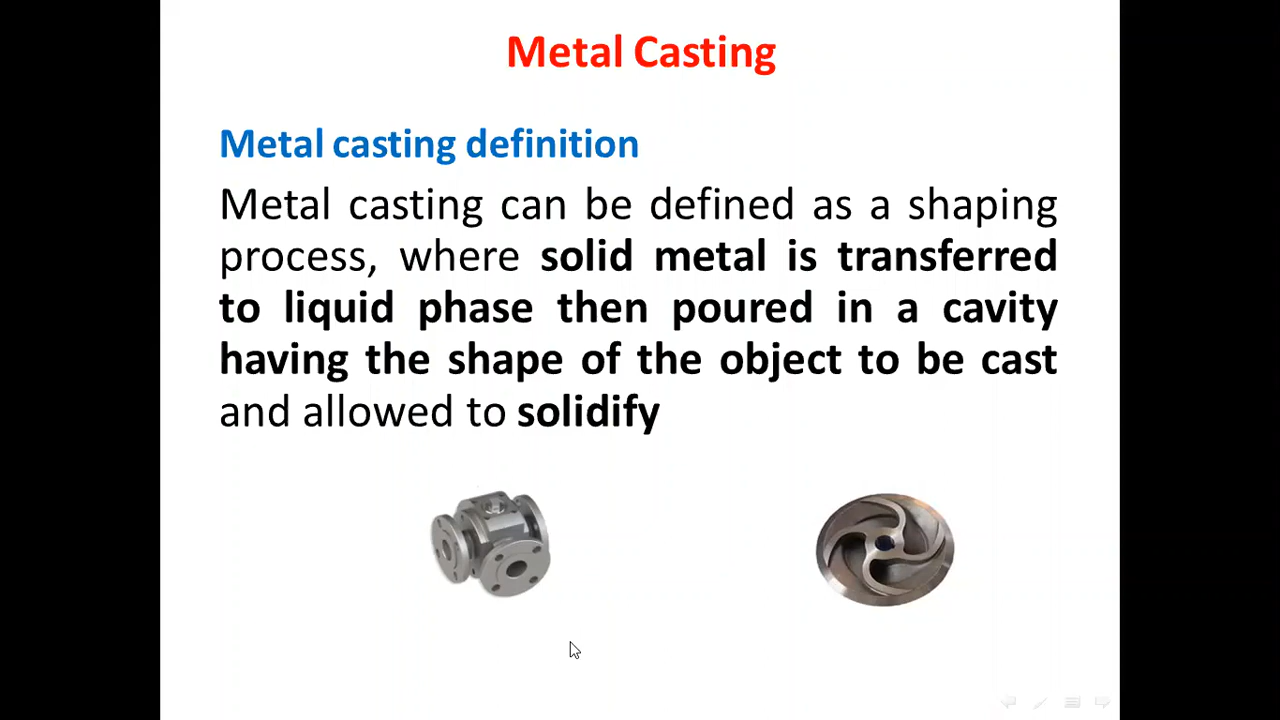 Metal Casting
Metal casting definition
Metal casting can be defined as a shaping
process, where solid metal is transferred
to liquid phase then poured in a cavity
having the shape of the object to be cast
and allowed to solidify